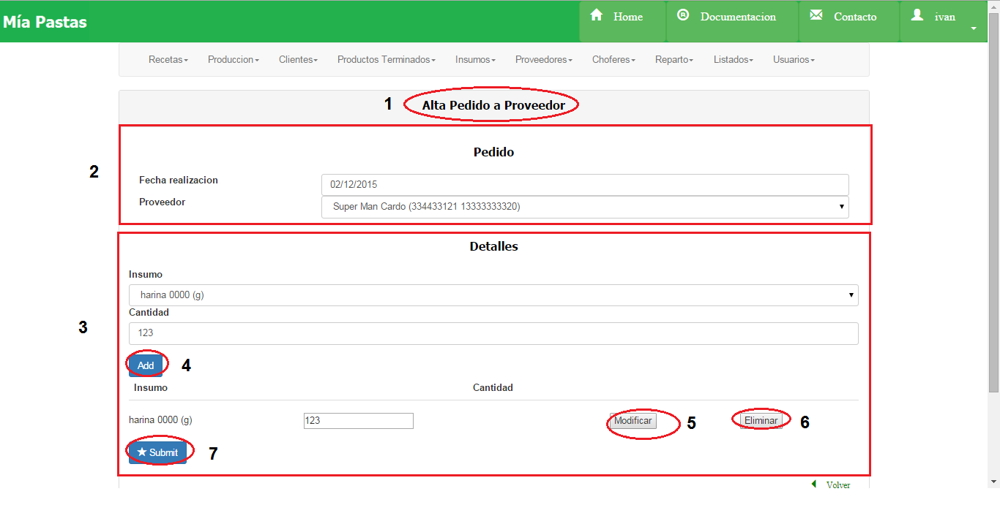 Mía Pastas Home Documentacion Contacto ivan
Recetas Produccion Clientes Productos Terminados Insumos Proveedores Choferes Reparto Listados Usuarios
1 Alta Pedido a Proveedor
Pedido
2
Fecha realizacion 02/12/2015
Proveedor Super Man Cardo (334433121 13333333320)
Detalles
Insumo
harina 0000 (g)
Cantidad
3
123
Add 4
Insumo Cantidad
harina 0000 (g) 123 Modificar 5 Eliminar 6
Submit 7
Volver